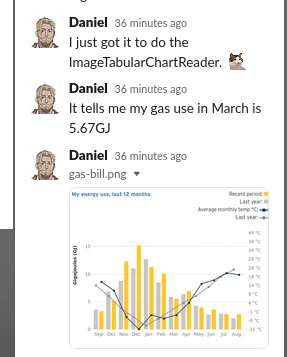 Daniel 36 minutes ago
I just got it to do the
ImageTabularChartReader.
Daniel 36 minutes ago
It tells me my gas use in March is
5.67GJ
Daniel 36 minutes ago
gas-bill.png
My energy use, last 12 months
Recent period:
Last year:
Average monthly temp °C:
Last year:
Gigajoules (GJ)
15
10
5
0
44 °C
39 °C
34 °C
29 °C
24 °C
19 °C
14 °C
9 °C
4 °C
-1 °C
-6 °C
-11 °C
Sep Oct Nov Dec Jan Feb Mar Apr May Jun Jul Aug